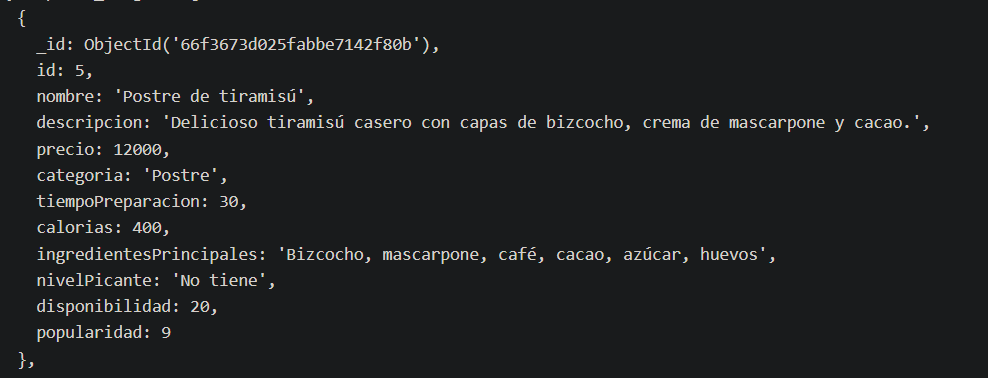 {
_id: ObjectId('66f3673d025fabbe7142f80b'),
id: 5,
nombre: 'Postre de tiramisú',
descripcion: 'Delicioso tiramisú casero con capas de bizcocho, crema de mascarpone y cacao.',
precio: 12000,
categoria: 'Postre',
tiempoPreparacion: 30,
calorias: 400,
ingredientesPrincipales: 'Bizcocho, mascarpone, café, cacao, azúcar, huevos',
nivelPicante: 'No tiene',
disponibilidad: 20,
popularidad: 9
},